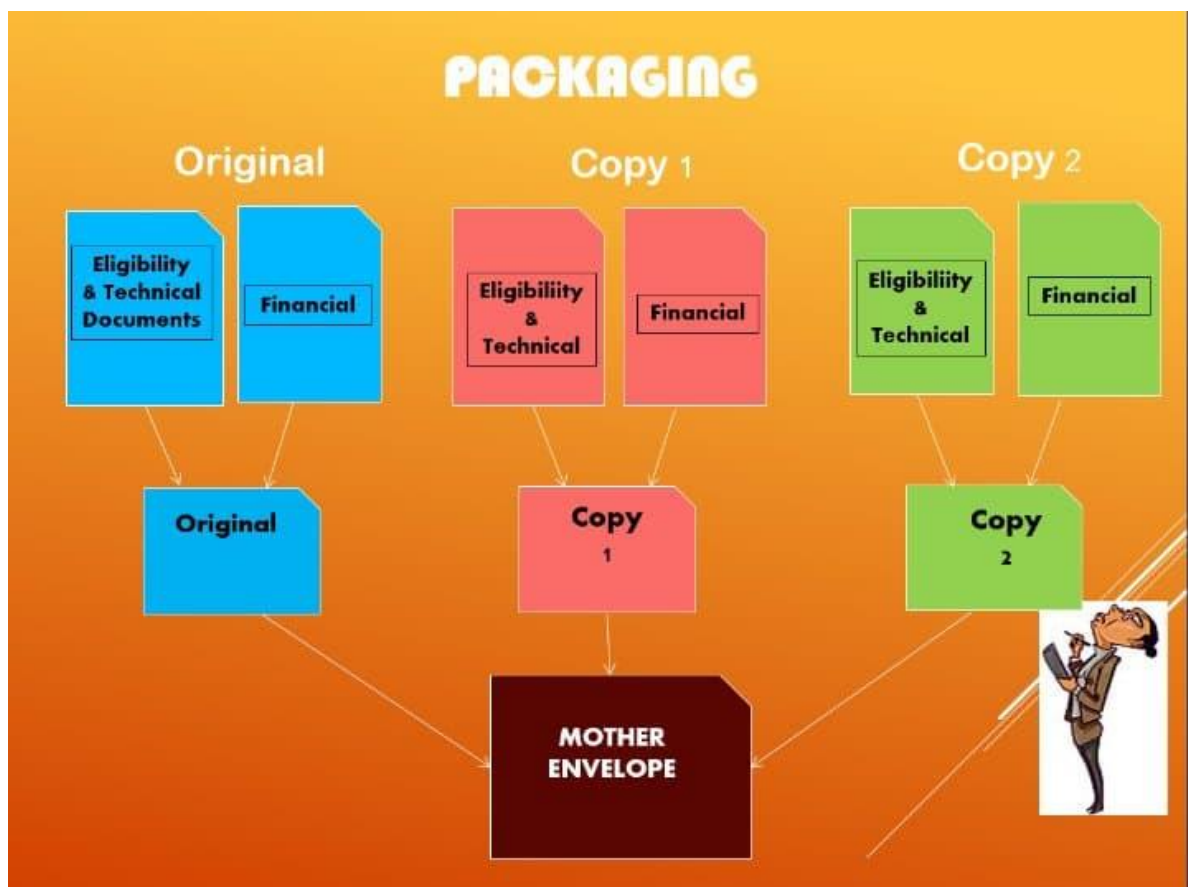 PACKAGING
Original
Copy 1
Copy 2
Eligibility
& Technical
Documents
Financial
Eligibiliity
&
Technical
Financial
Eligibiliity
&
Technical
Financial
Original
Copy
1
Copy
2
MOTHER
ENVELOPE